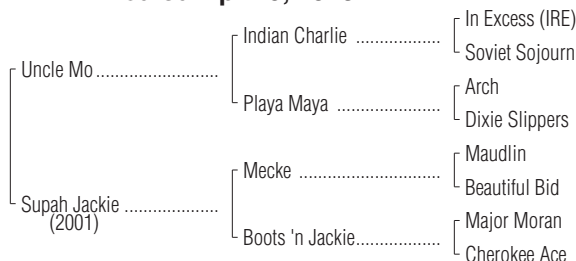 In Excess (IRE)
Indian Charlie ...................
Soviet Sojourn
Uncle Mo ...........................
Arch
Playa Maya .......................
Dixie Slippers
Maudlin
Mecke ...............................
Beautiful Bid
Supah Jackie .....................
(2001)
Major Moran
Boots 'n Jackie...................
Cherokee Ace